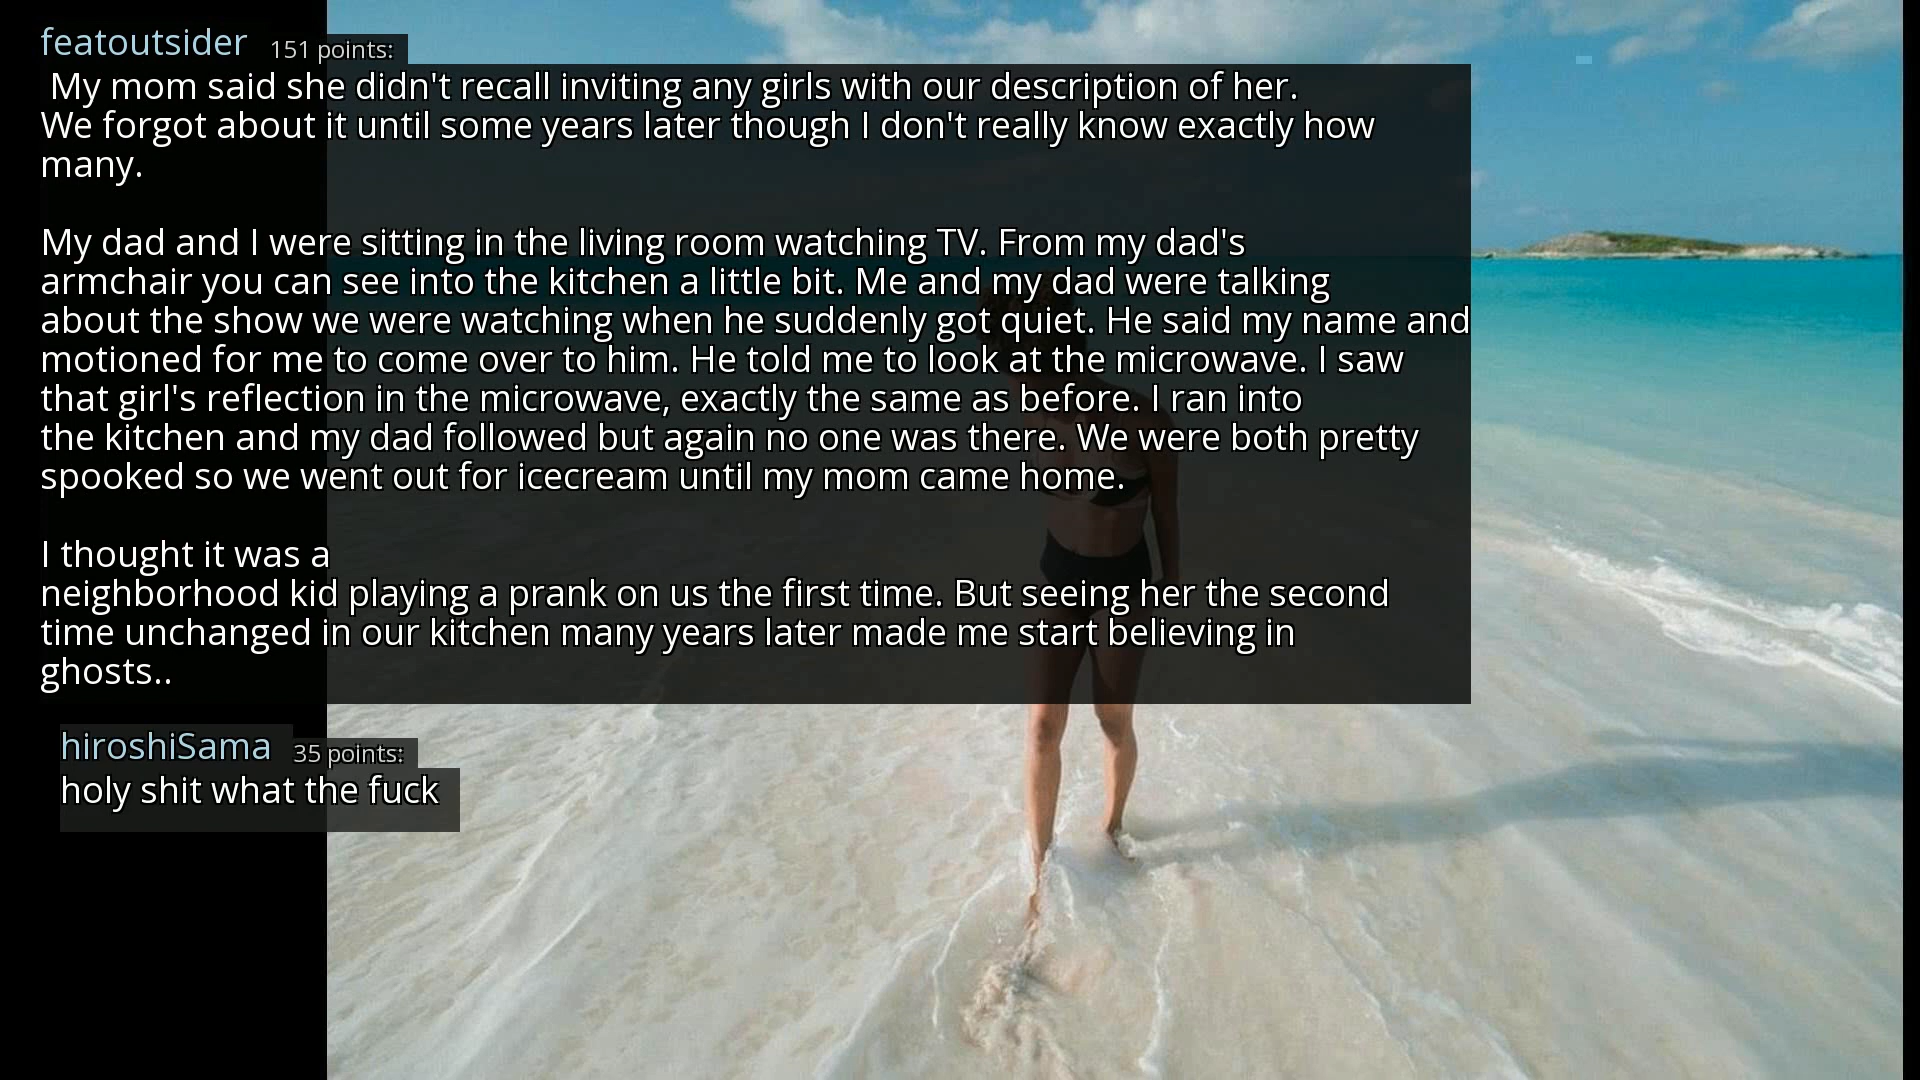 featoutsider 151 points:
My mom said she didn't recall inviting any girls with our description of her.
We forgot about it until some years later though I don't really know exactly how
many.
My dad and I were sitting in the living room watching TV. From my dad's
armchair you can see into the kitchen a little bit. Me and my dad were talking
about the show we were watching when he suddenly got quiet. He said my name and
motioned for me to come over to him. He told me to look at the microwave. I saw
that girl's reflection in the microwave, exactly the same as before. I ran into
the kitchen and my dad followed but again no one was there. We were both pretty
spooked so we went out for icecream until my mom came home.
I thought it was a
neighborhood kid playing a prank on us the first time. But seeing her the second
time unchanged in our kitchen many years later made me start believing in
ghosts..
hiroshiSama 35 points:
holy shit what the fuck